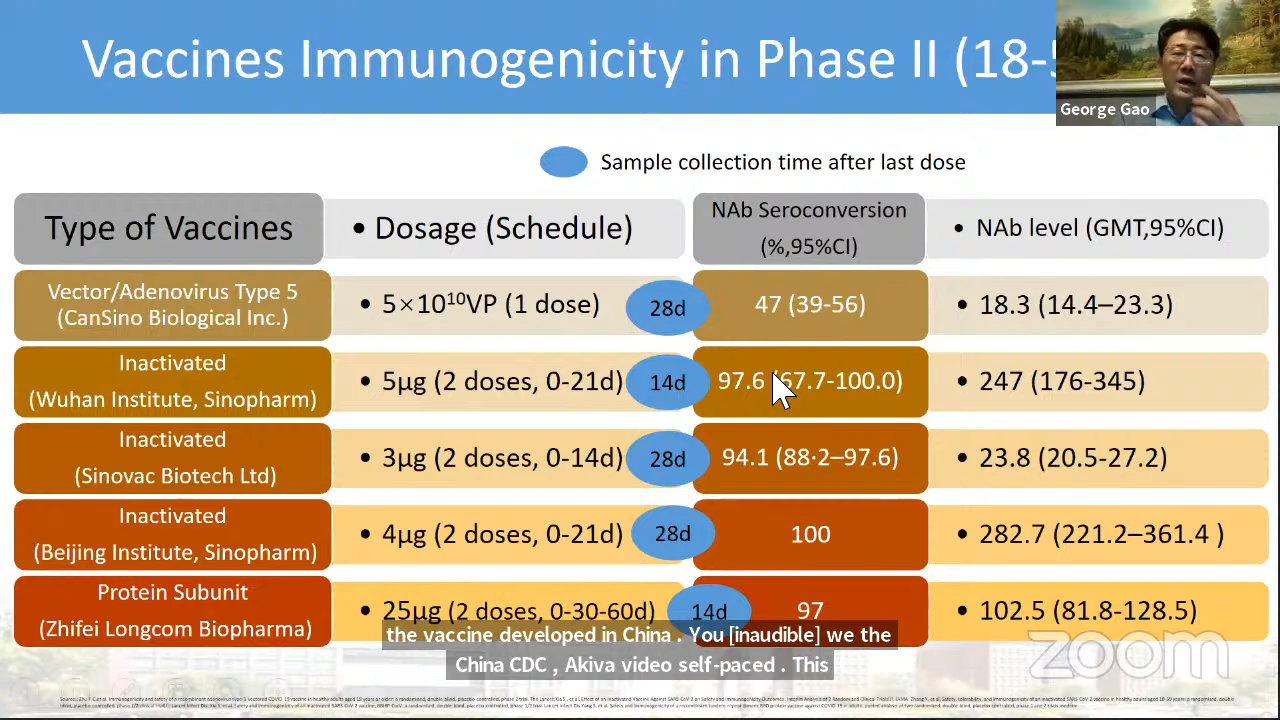 Vaccines Immunogenicity in Phase II (18-
George Gao
Sample collection time after last dose
Type of Vaccines
• Dosage (Schedule)
NAb Seroconversion
(%,95%CI)
• NAb level (GMT,95%CI)
Vector/Adenovirus Type 5
(CanSino Biological Inc.)
• 5×10¹⁰VP (1 dose)
28d
47 (39-56)
• 18.3 (14.4–23.3)
Inactivated
(Wuhan Institute, Sinopharm)
• 5μg (2 doses, 0-21d)
14d
97.6 (67.7-100.0)
• 247 (176-345)
Inactivated
(Sinovac Biotech Ltd)
• 3μg (2 doses, 0-14d)
28d
94.1 (88·2–97.6)
• 23.8 (20.5-27.2)
Inactivated
(Beijing Institute, Sinopharm)
• 4μg (2 doses, 0-21d)
28d
100
• 282.7 (221.2–361.4 )
Protein Subunit
(Zhifei Longcom Biopharma)
• 25μg (2 doses, 0-30-60d)
14d
97
• 102.5 (81.8-128.5)
the vaccine developed in China . You [inaudible] we the
China CDC , Akiva video self-paced . This
zoom